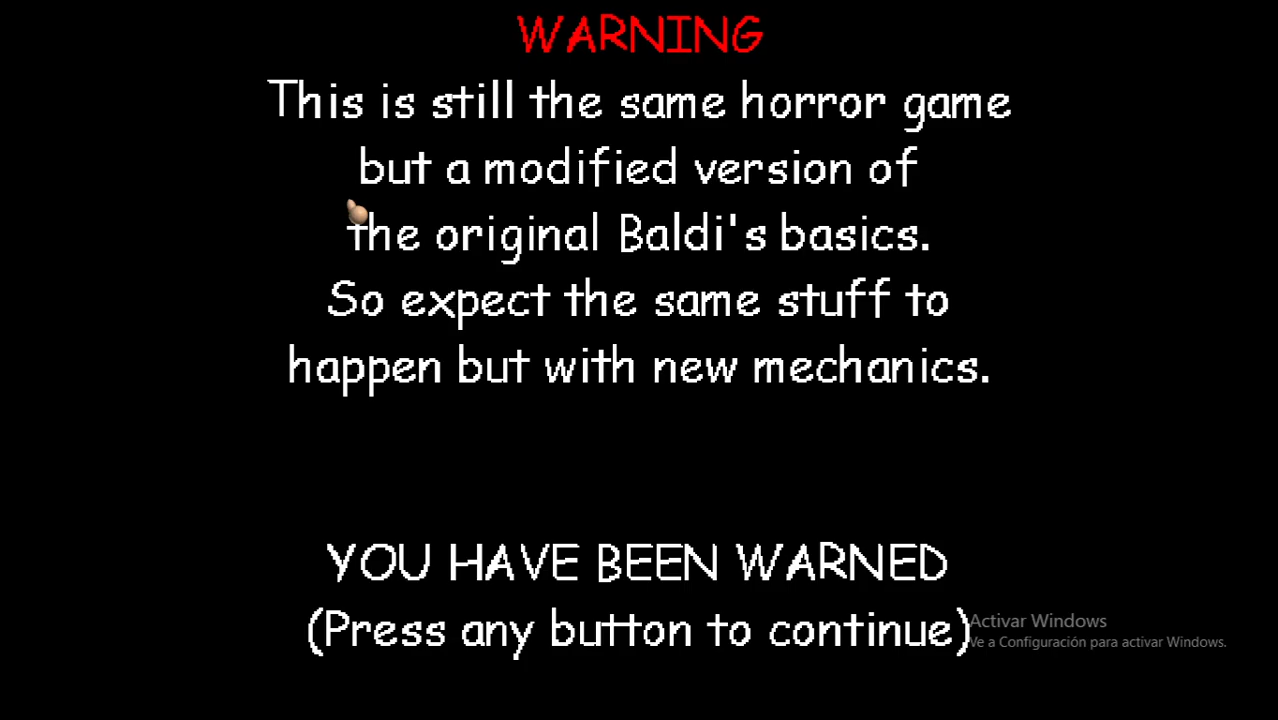 WARNING
This is still the same horror game
but a modified version of
the original Baldi's basics.
So expect the same stuff to
happen but with new mechanics.
YOU HAVE BEEN WARNED
(Press any button to continue)
Activar Windows
Ve a Configuración para activar Windows.